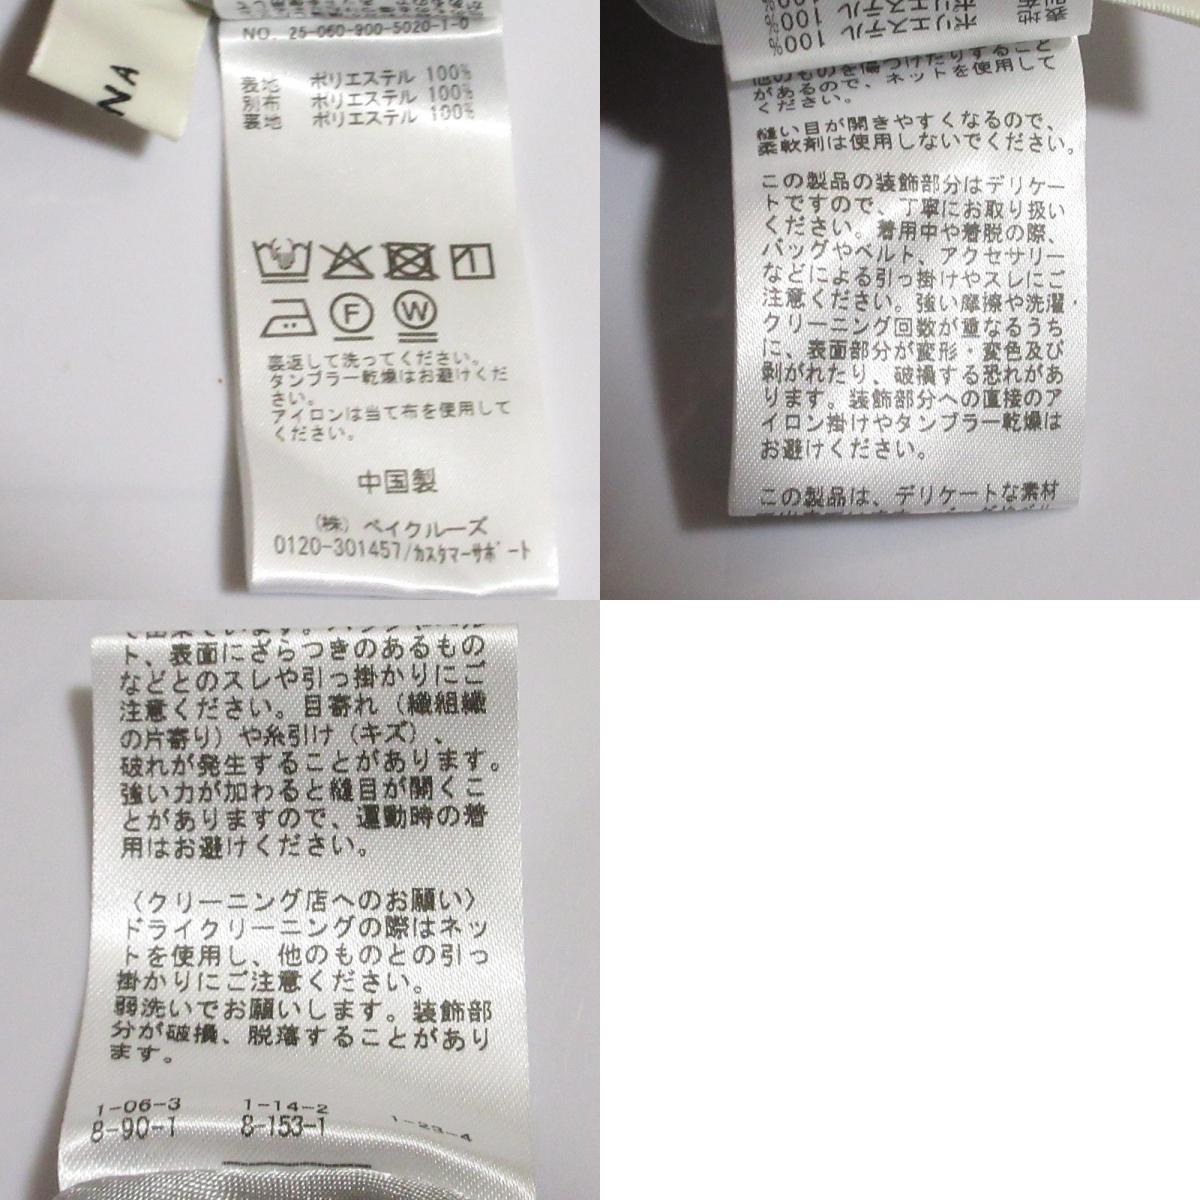 NA
NO. 25-060-900-5020-1-0
表地 ポリエステル 100%
別布 ポリエステル 100%
裏地 ポリエステル 100%
F
W
裏返して洗ってください。
タンブラー乾燥はお避けくだ
さい。
アイロンは当て布を使用して
ください。
中国製
(株) ベイクルーズ
0120-301457/カスタマーサポート
表地
ポリエステル 100%
ポリエステル 100%
他のものを傷つけたりすること
があるので、ネットを使用して
ください。
縫い目が開きやすくなるので、
柔軟剤は使用しないでください。
この製品の装飾部分はデリケー
トですので、丁寧にお取り扱い
ください。着用中や着脱の際、
バッグやベルト、アクセサリー
などによる引っ掛けやスレにご
注意ください。強い摩擦や洗濯・
クリーニング回数が重なるうち
に、表面部分が変形・変色及び
剥がれたり、破損する恐れがあ
ります。装飾部分への直接のア
イロン掛けやタンブラー乾燥は
お避けください。
この製品は、デリケートな素材
ト、表面にざらつきのあるもの
などとのスレや引っ掛かりにご
注意ください。目寄れ（繊組織
の片寄り）や糸引け（キズ）、
破れが発生することがあります。
強い力が加わると縫目が開くこ
とがありますので、運動時の着
用はお避けください。
〈クリーニング店へのお願い〉
ドライクリーニングの際はネッ
トを使用し、他のものとの引っ
掛かりにご注意ください。
弱洗いでお願いします。装飾部
分が破損、脱落することがあり
ます。
1-06-3 1-14-2 1-23-4
8-90-1 8-153-1